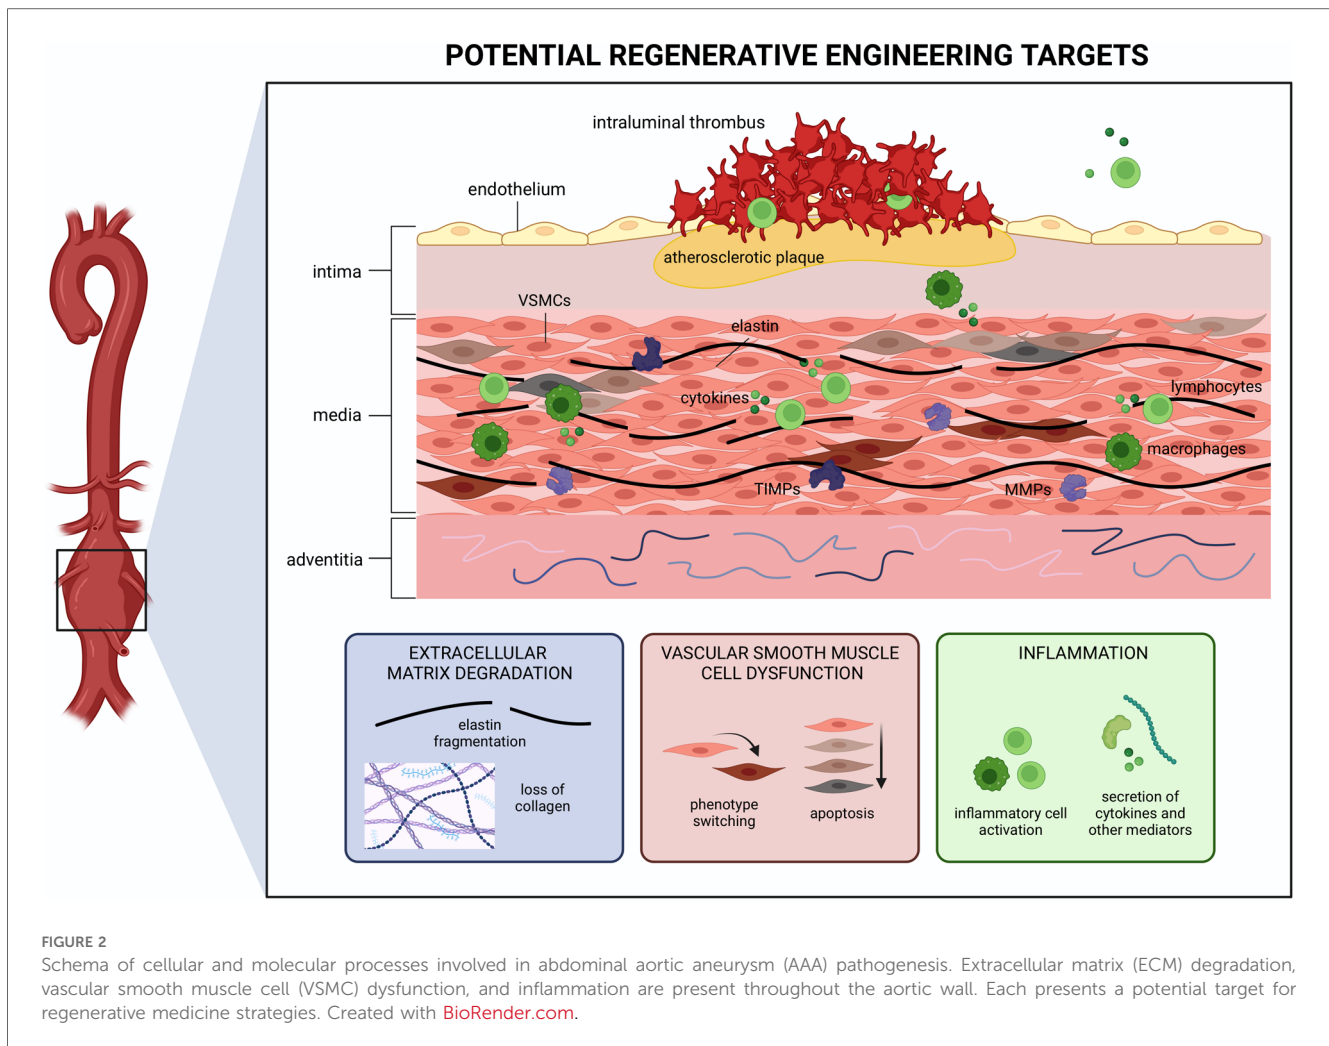 POTENTIAL REGENERATIVE ENGINEERING TARGETS
intraluminal thrombus
endothelium
atherosclerotic plaque
intima
VSMCs
elastin
cytokines
lymphocytes
media
macrophages
TIMPs
MMPs
adventitia
EXTRACELLULAR
MATRIX DEGRADATION
elastin
fragmentation
loss of
collagen
VASCULAR SMOOTH MUSCLE
CELL DYSFUNCTION
phenotype
switching
apoptosis
INFLAMMATION
inflammatory cell
activation
secretion of
cytokines and
other mediators
FIGURE 2
Schema of cellular and molecular processes involved in abdominal aortic aneurysm (AAA) pathogenesis. Extracellular matrix (ECM) degradation,
vascular smooth muscle cell (VSMC) dysfunction, and inflammation are present throughout the aortic wall. Each presents a potential target for
regenerative medicine strategies. Created with BioRender.com.